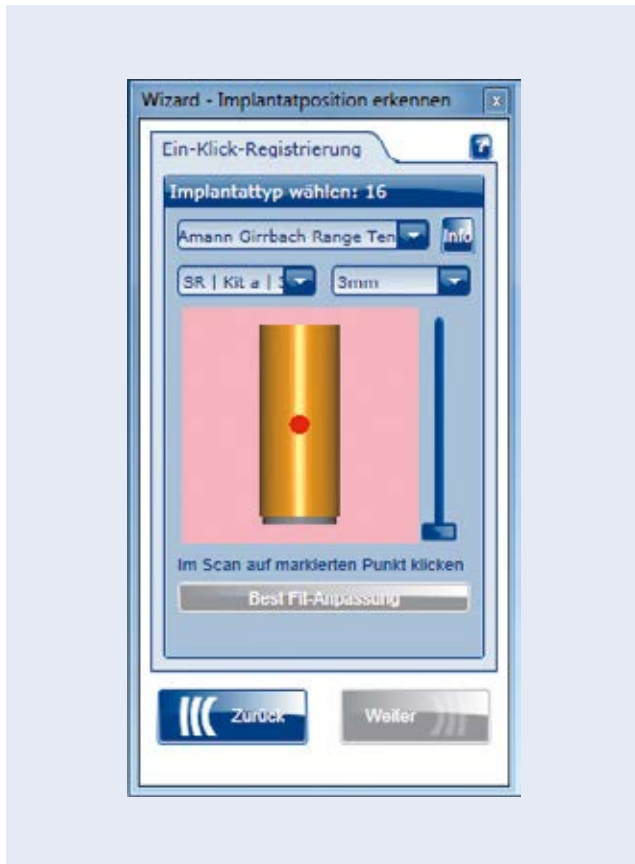 Wizard - Implantatposition erkennen
Ein-Klick-Registrierung
Implantattyp wählen: 16
Amann Girrbach Range Ten
Info
SR | Kit a | 3
3mm
Im Scan auf markierten Punkt klicken
Best Fit-Anpassung
Zurück
Weiter